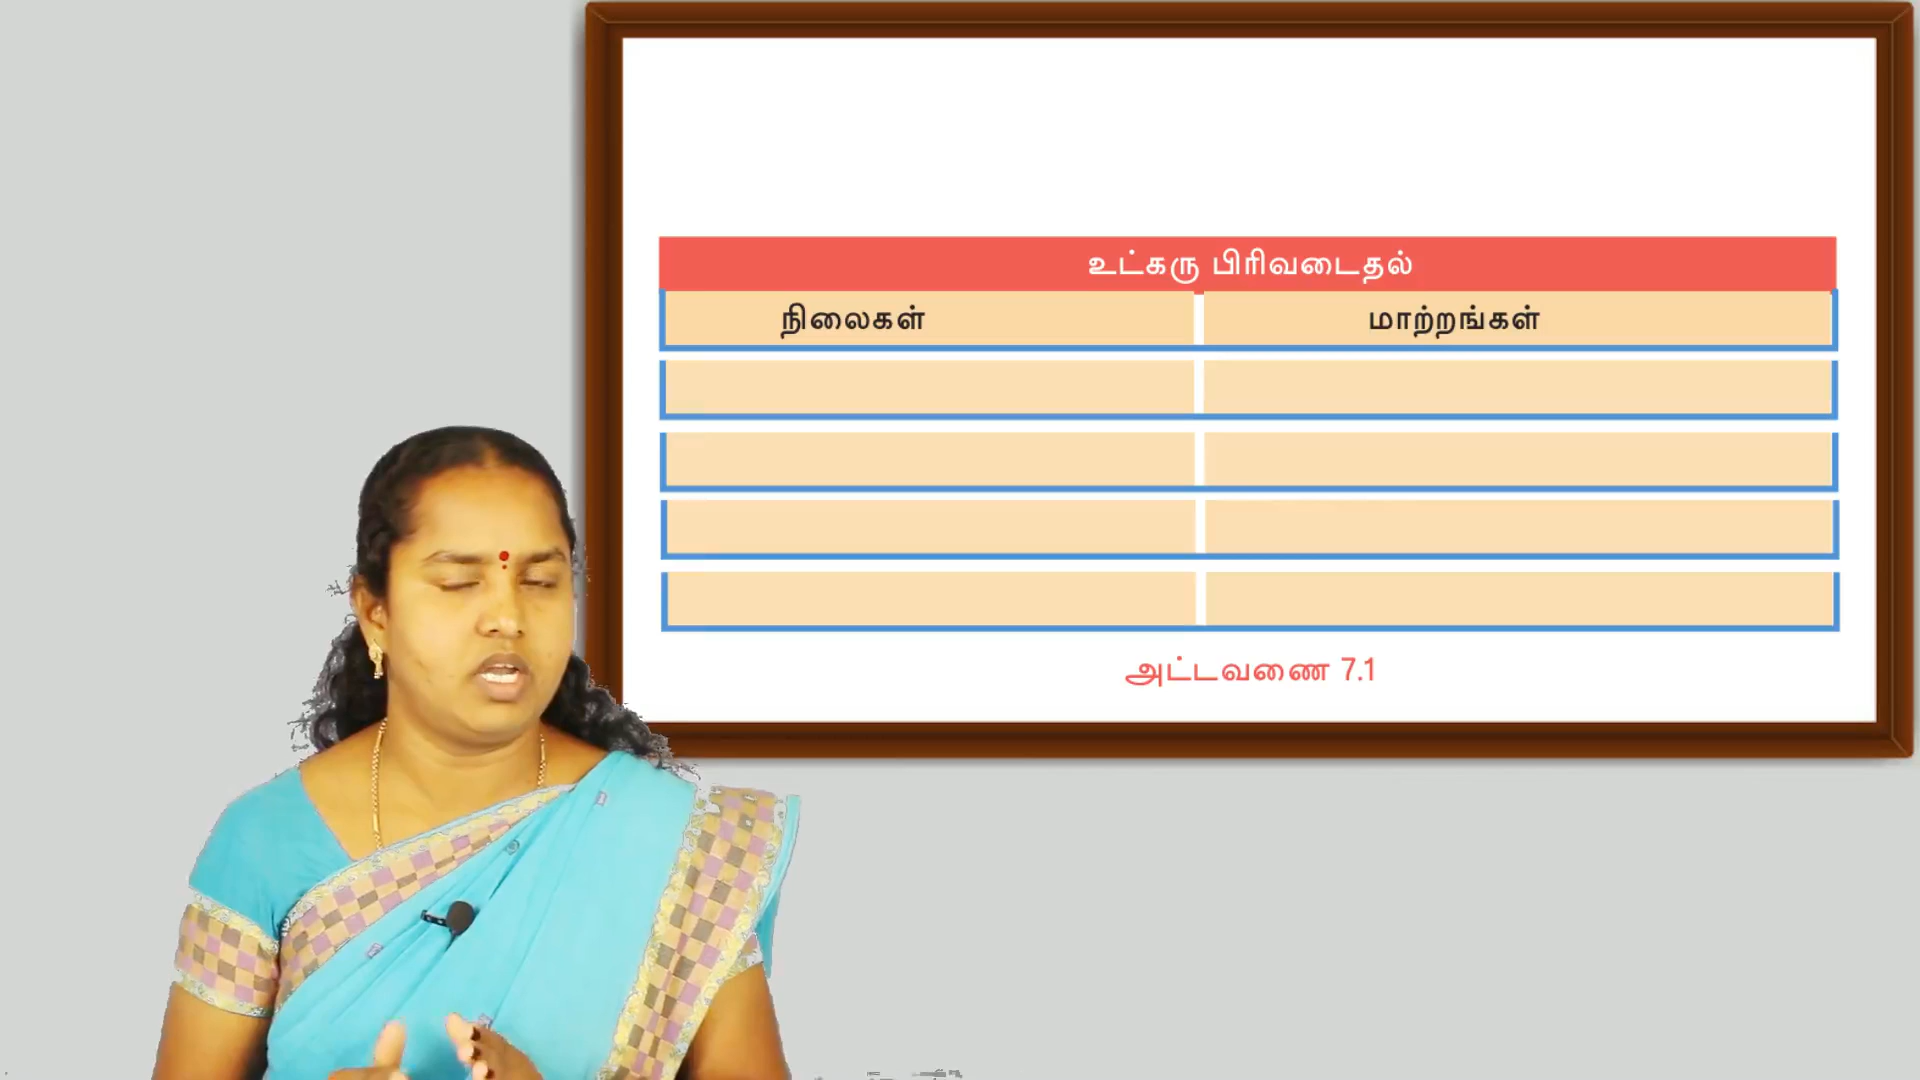 உட்கரு பிரிவடைதல்
நிலைகள் மாற்றங்கள்
அட்டவணை 7.1